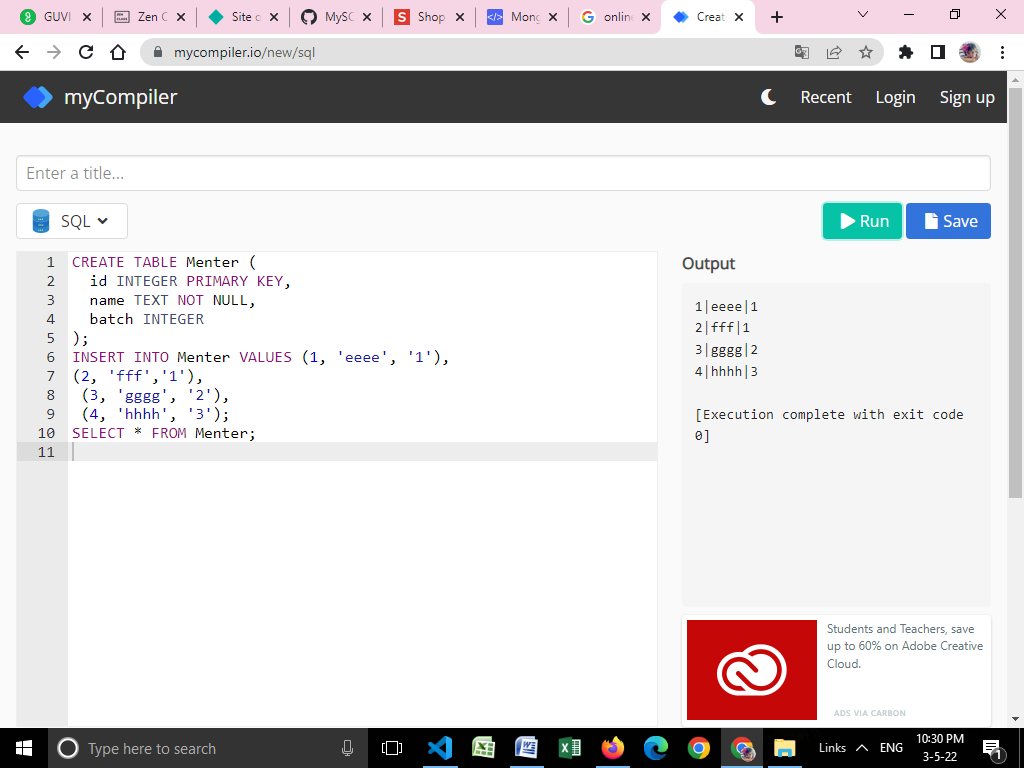 GUVI
Zen C
Site c
MySC
Shop
Mong
online
Creat
mycompiler.io/new/sql
myCompiler
Recent
Login
Sign up
Enter a title...
SQL
Run
Save
1 CREATE TABLE Menter (
2 id INTEGER PRIMARY KEY,
3 name TEXT NOT NULL,
4 batch INTEGER
5 );
6 INSERT INTO Menter VALUES (1, 'eeee', '1'),
7 (2, 'fff','1'),
8 (3, 'gggg', '2'),
9 (4, 'hhhh', '3');
10 SELECT * FROM Menter;
11
Output
1|eeee|1
2|fff|1
3|gggg|2
4|hhhh|3
[Execution complete with exit code
0]
Students and Teachers, save
up to 60% on Adobe Creative
Cloud.
ADS VIA CARBON
Type here to search
Links
ENG
10:30 PM
3-5-22
1